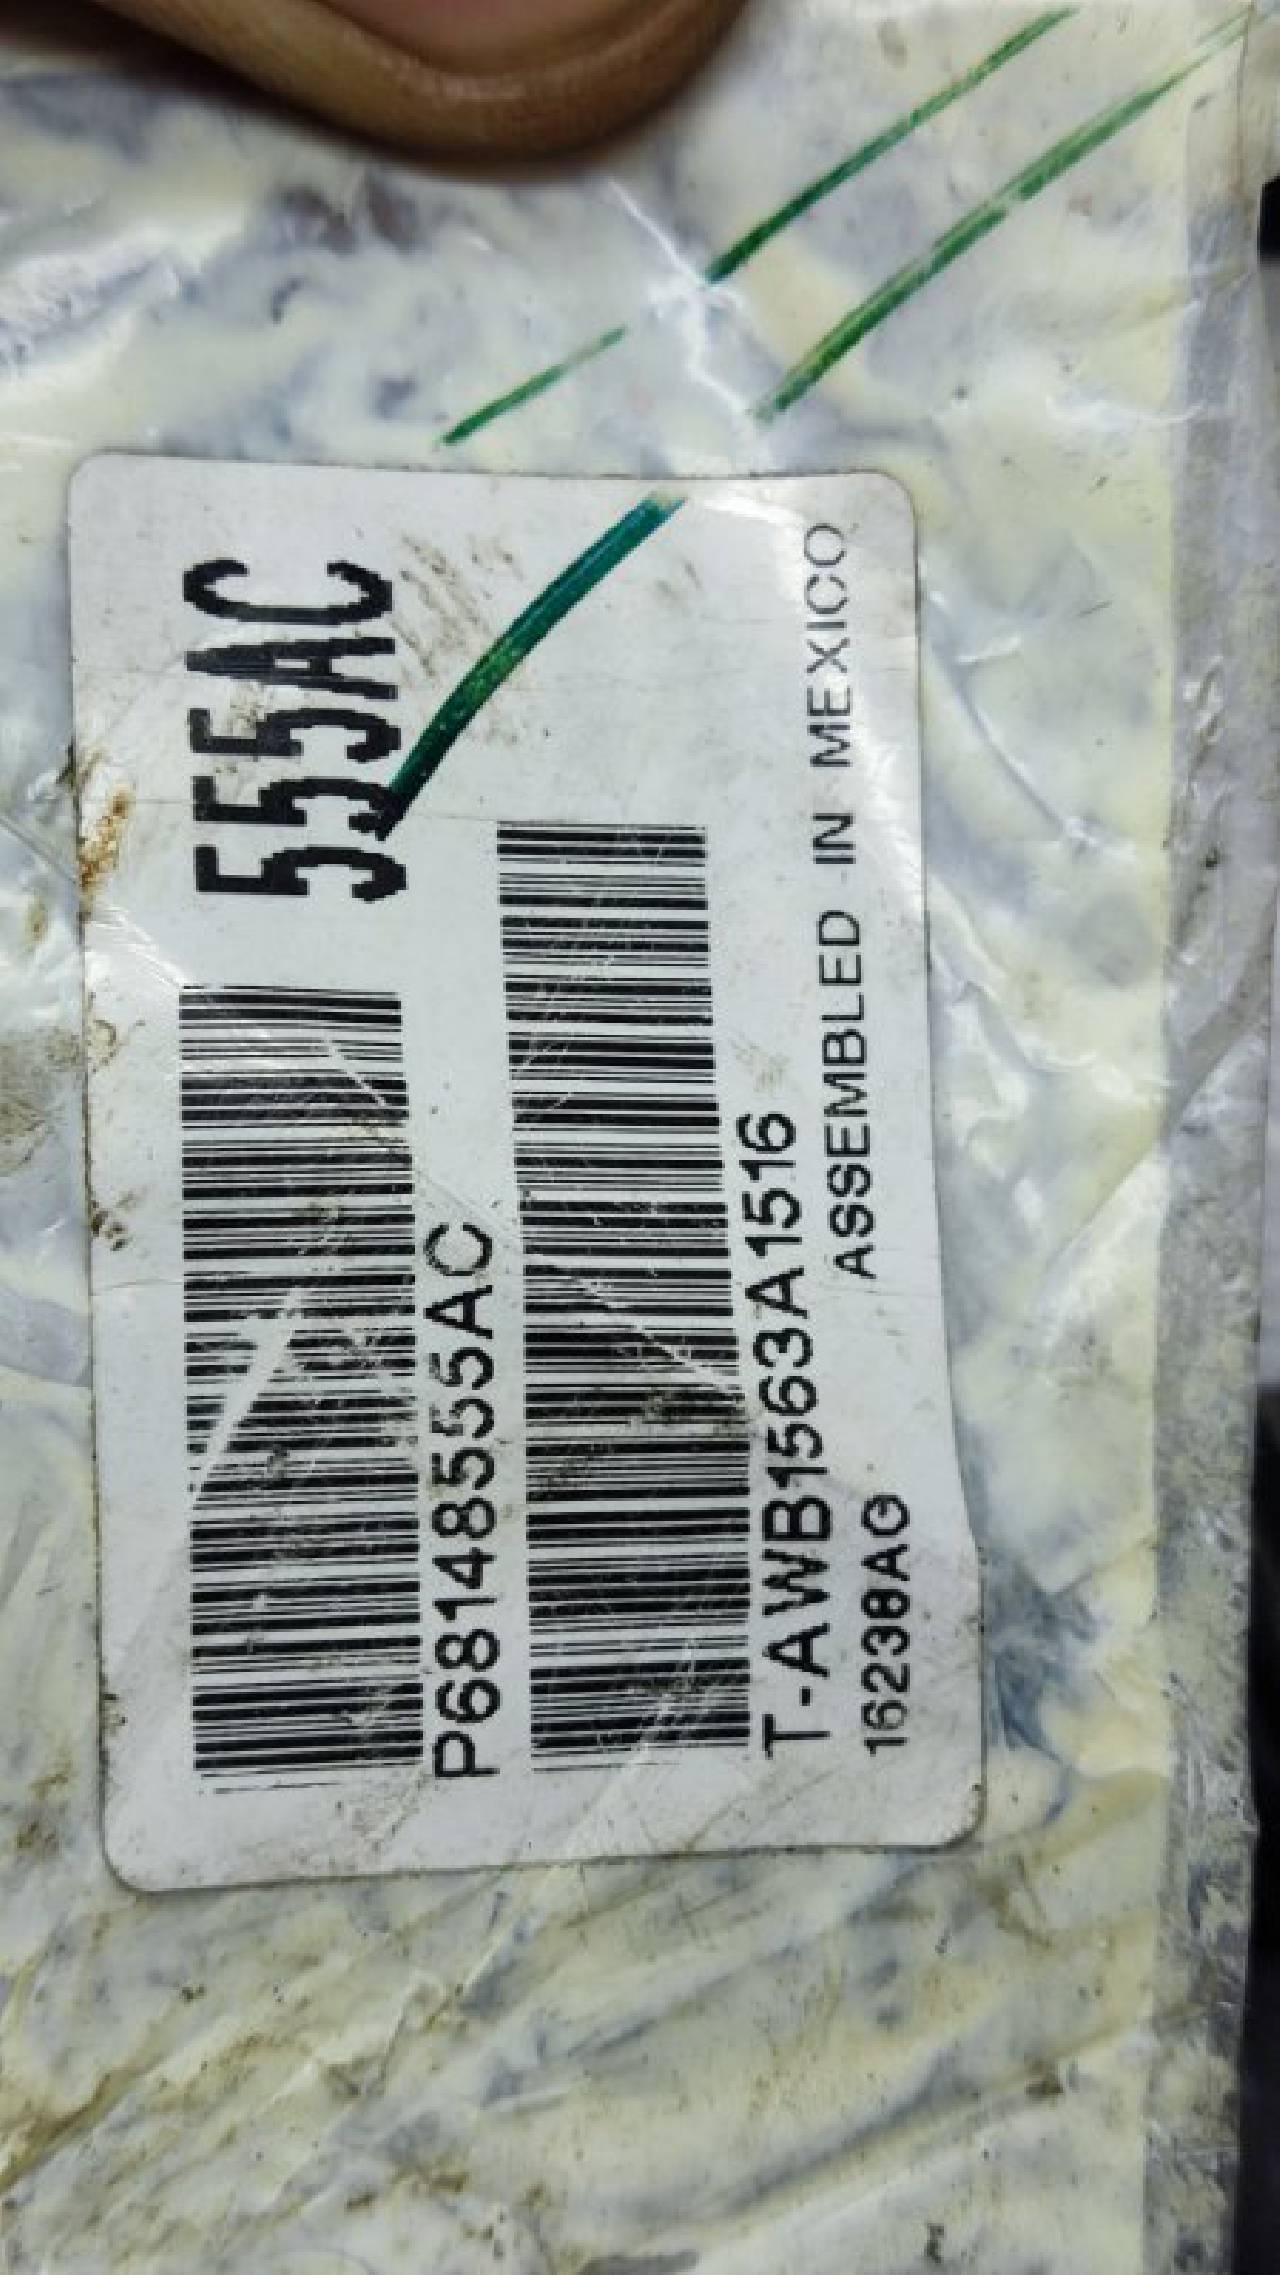 555AC
P68148555AC
T-AWB1563A1516
ASSEMBLED IN MEXICO
16238AG